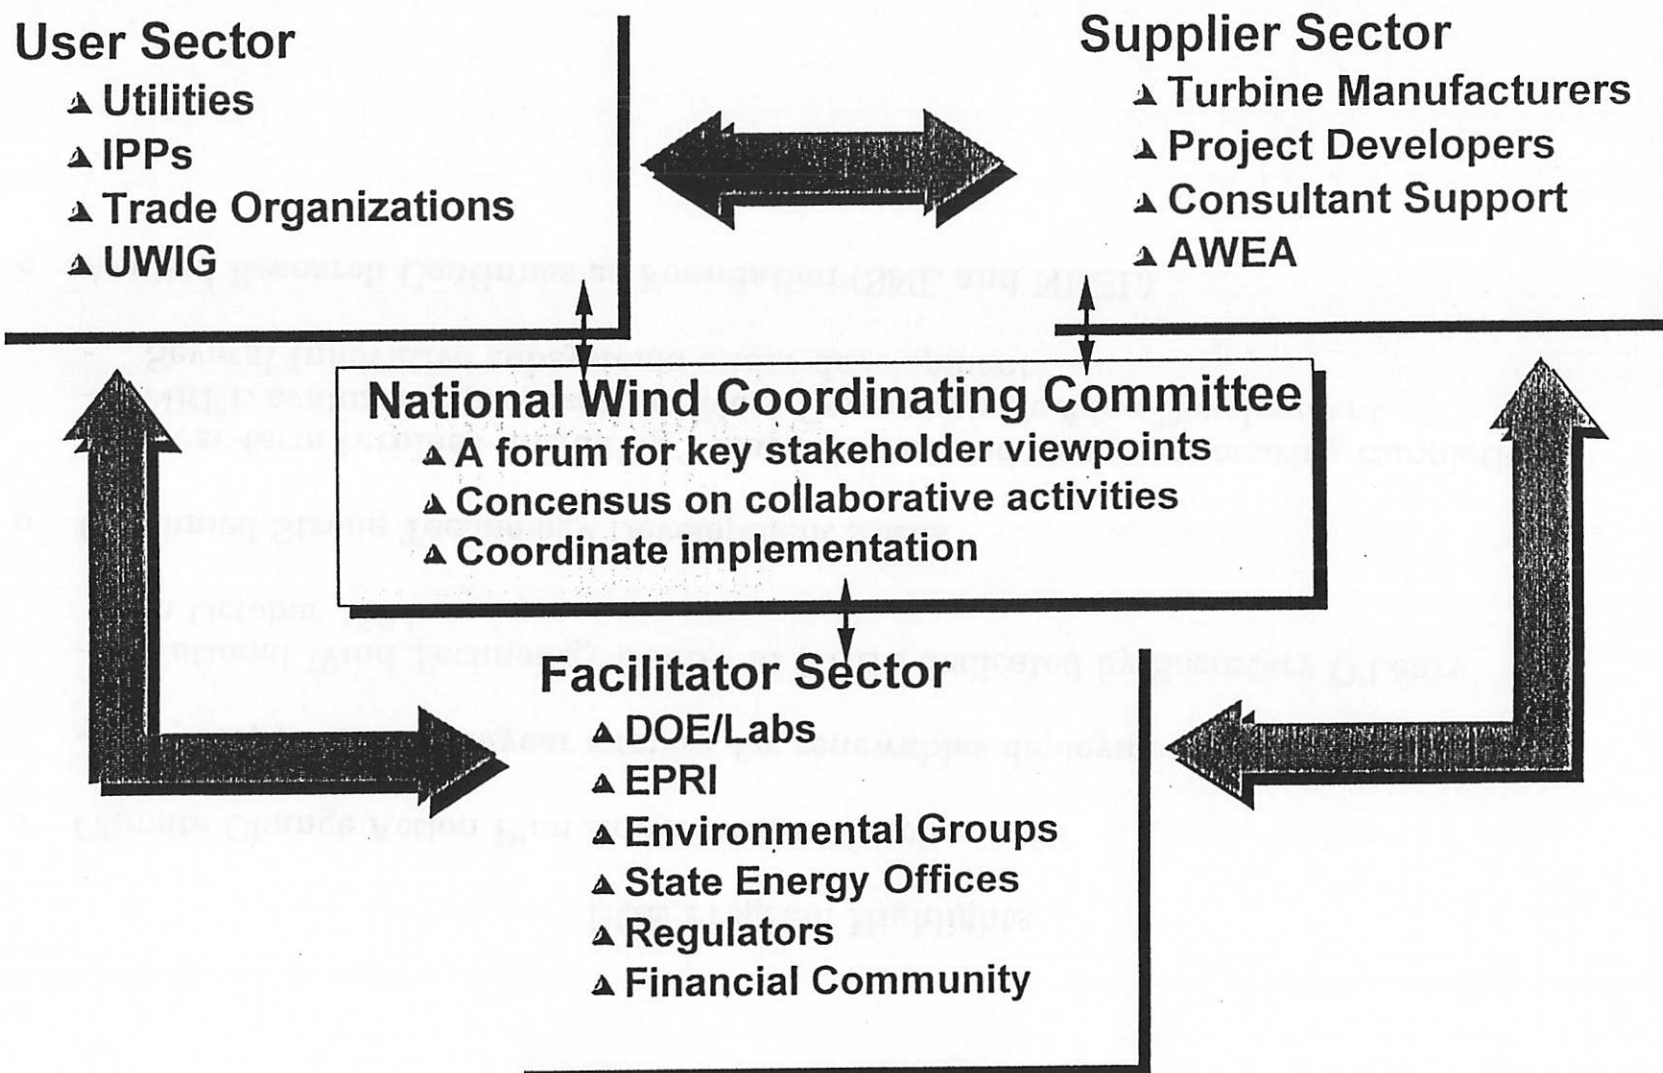 User Sector
Utilities
IPPs
Trade Organizations
UWIG
Supplier Sector
Turbine Manufacturers
Project Developers
Consultant Support
AWEA
National Wind Coordinating Committee
A forum for key stakeholder viewpoints
Concensus on collaborative activities
Coordinate implementation
Facilitator Sector
DOE/Labs
EPRI
Environmental Groups
State Energy Offices
Regulators
Financial Community